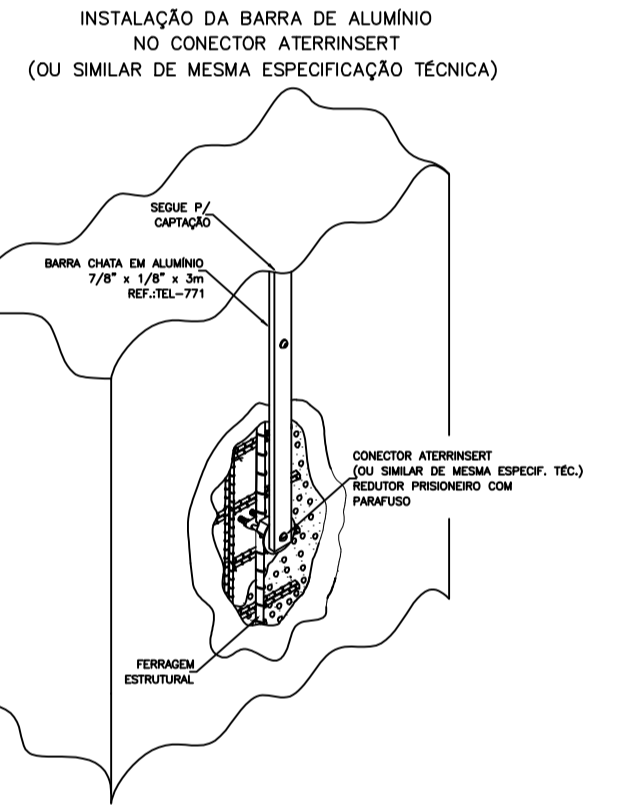 INSTALAÇÃO DA BARRA DE ALUMÍNIO
NO CONECTOR ATERRINSERT
(OU SIMILAR DE MESMA ESPECIFICAÇÃO TÉCNICA)
SEGUE P/
CAPTAÇÃO
BARRA CHATA EM ALUMÍNIO
7/8" x 1/8" x 3m
REF.:TEL-771
CONECTOR ATERRINSERT
(OU SIMILAR DE MESMA ESPECIF. TÉC.)
REDUTOR PRISIONEIRO COM
PARAFUSO
FERRAGEM
ESTRUTURAL